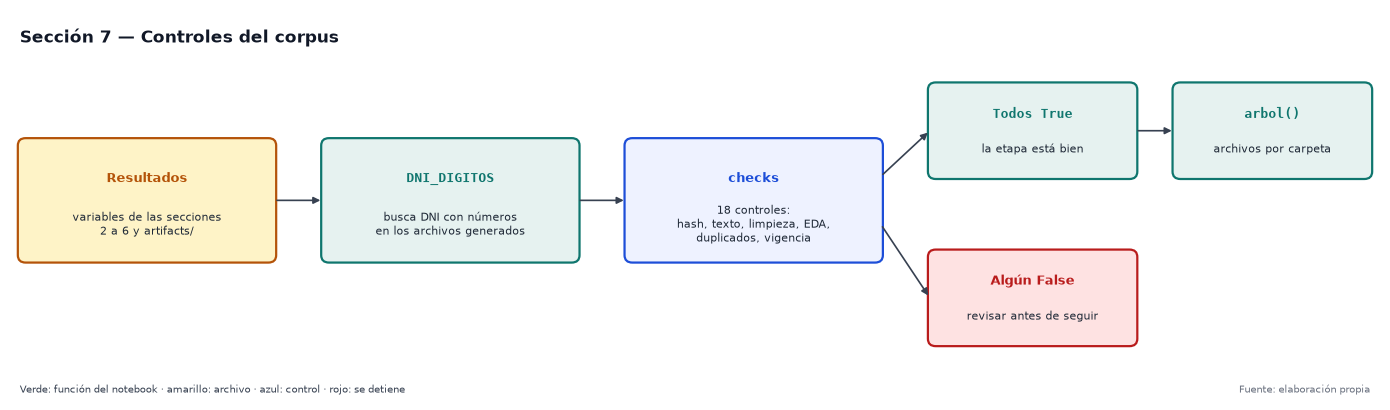 Sección 7 — Controles del corpus
Resultados
variables de las secciones
2 a 6 y artifacts/
DNI_DIGITOS
busca DNI con números
en los archivos generados
checks
18 controles:
hash, texto, limpieza, EDA,
duplicados, vigencia
Todos True
la etapa está bien
arbol()
archivos por carpeta
Algún False
revisar antes de seguir
Verde: función del notebook · amarillo: archivo · azul: control · rojo: se detiene
Fuente: elaboración propia